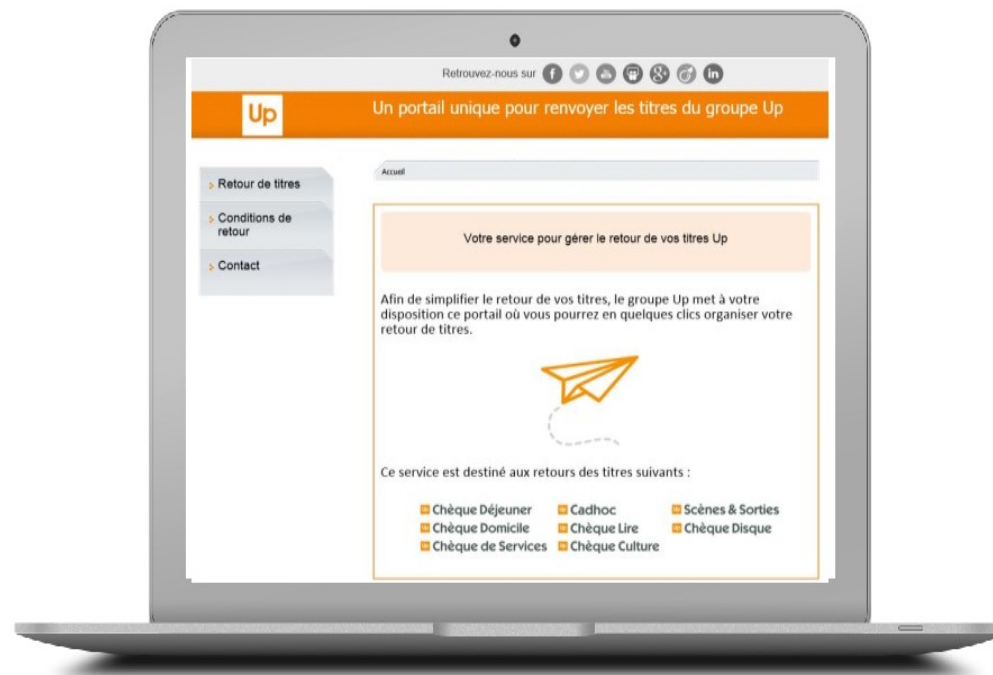 Retrouvez-nous sur
Up
Un portail unique pour renvoyer les titres du groupe Up
Retour de titres
Conditions de
retour
Contact
Accueil
Votre service pour gérer le retour de vos titres Up
Afin de simplifier le retour de vos titres, le groupe Up met à votre
disposition ce portail où vous pourrez en quelques clics organiser votre
retour de titres.
Ce service est destiné aux retours des titres suivants :
Chèque Déjeuner Cadhoc Scènes & Sorties
Chèque Domicile Chèque Lire Chèque Disque
Chèque de Services Chèque Culture